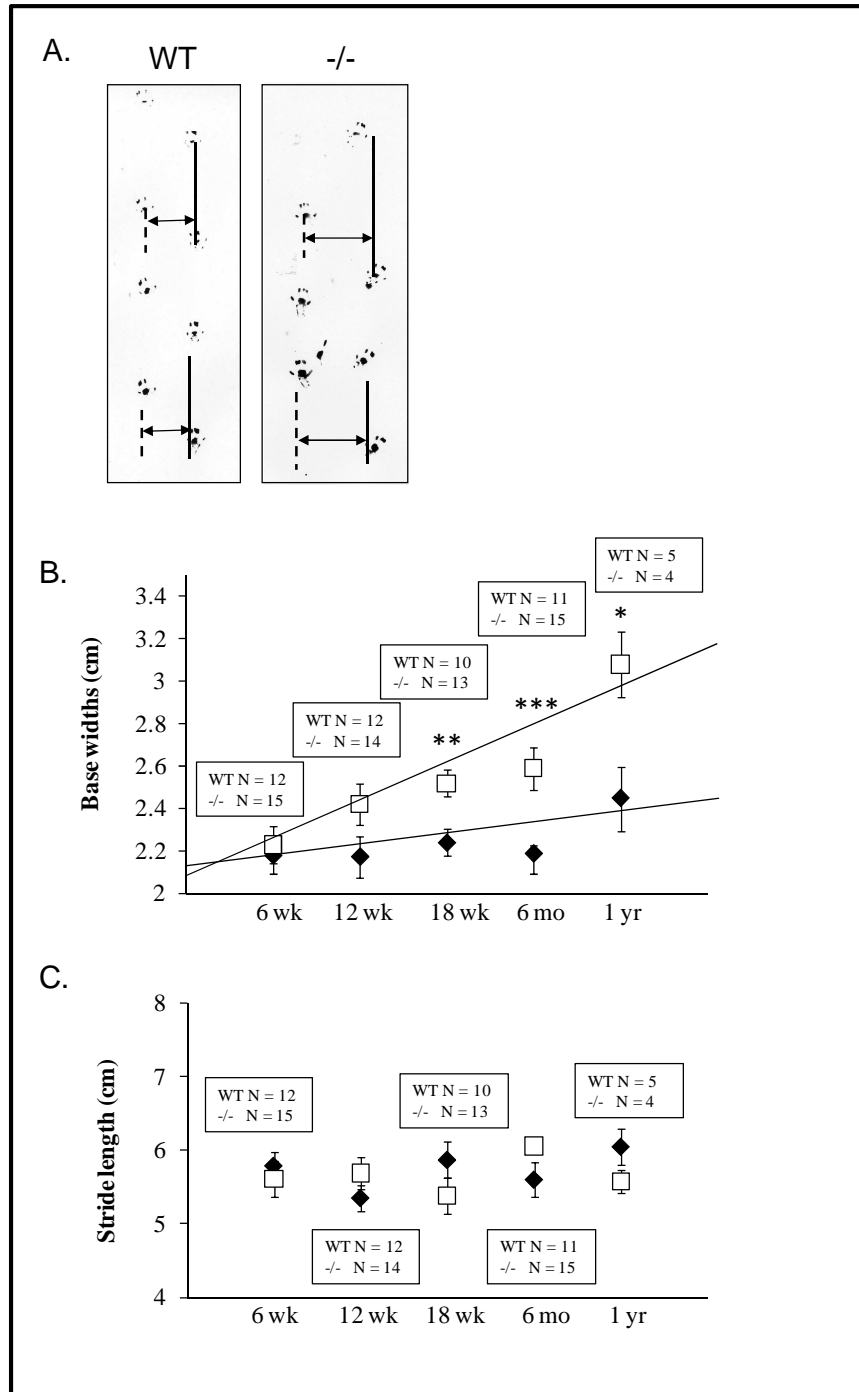 A.
WT -/-
B.
Base widths (cm)
3.4
3.2
3
2.8
2.6
2.4
2.2
2
WT N = 12
-/- N = 15
WT N = 12
-/- N = 14
WT N = 10
-/- N = 13
**
WT N = 11
-/- N = 15
***
WT N = 5
-/- N = 4
*
6 wk 12 wk 18 wk 6 mo 1 yr
C.
Stride length (cm)
8
7
6
5
4
WT N = 12
-/- N = 15
WT N = 12
-/- N = 14
WT N = 10
-/- N = 13
WT N = 11
-/- N = 15
WT N = 5
-/- N = 4
6 wk 12 wk 18 wk 6 mo 1 yr